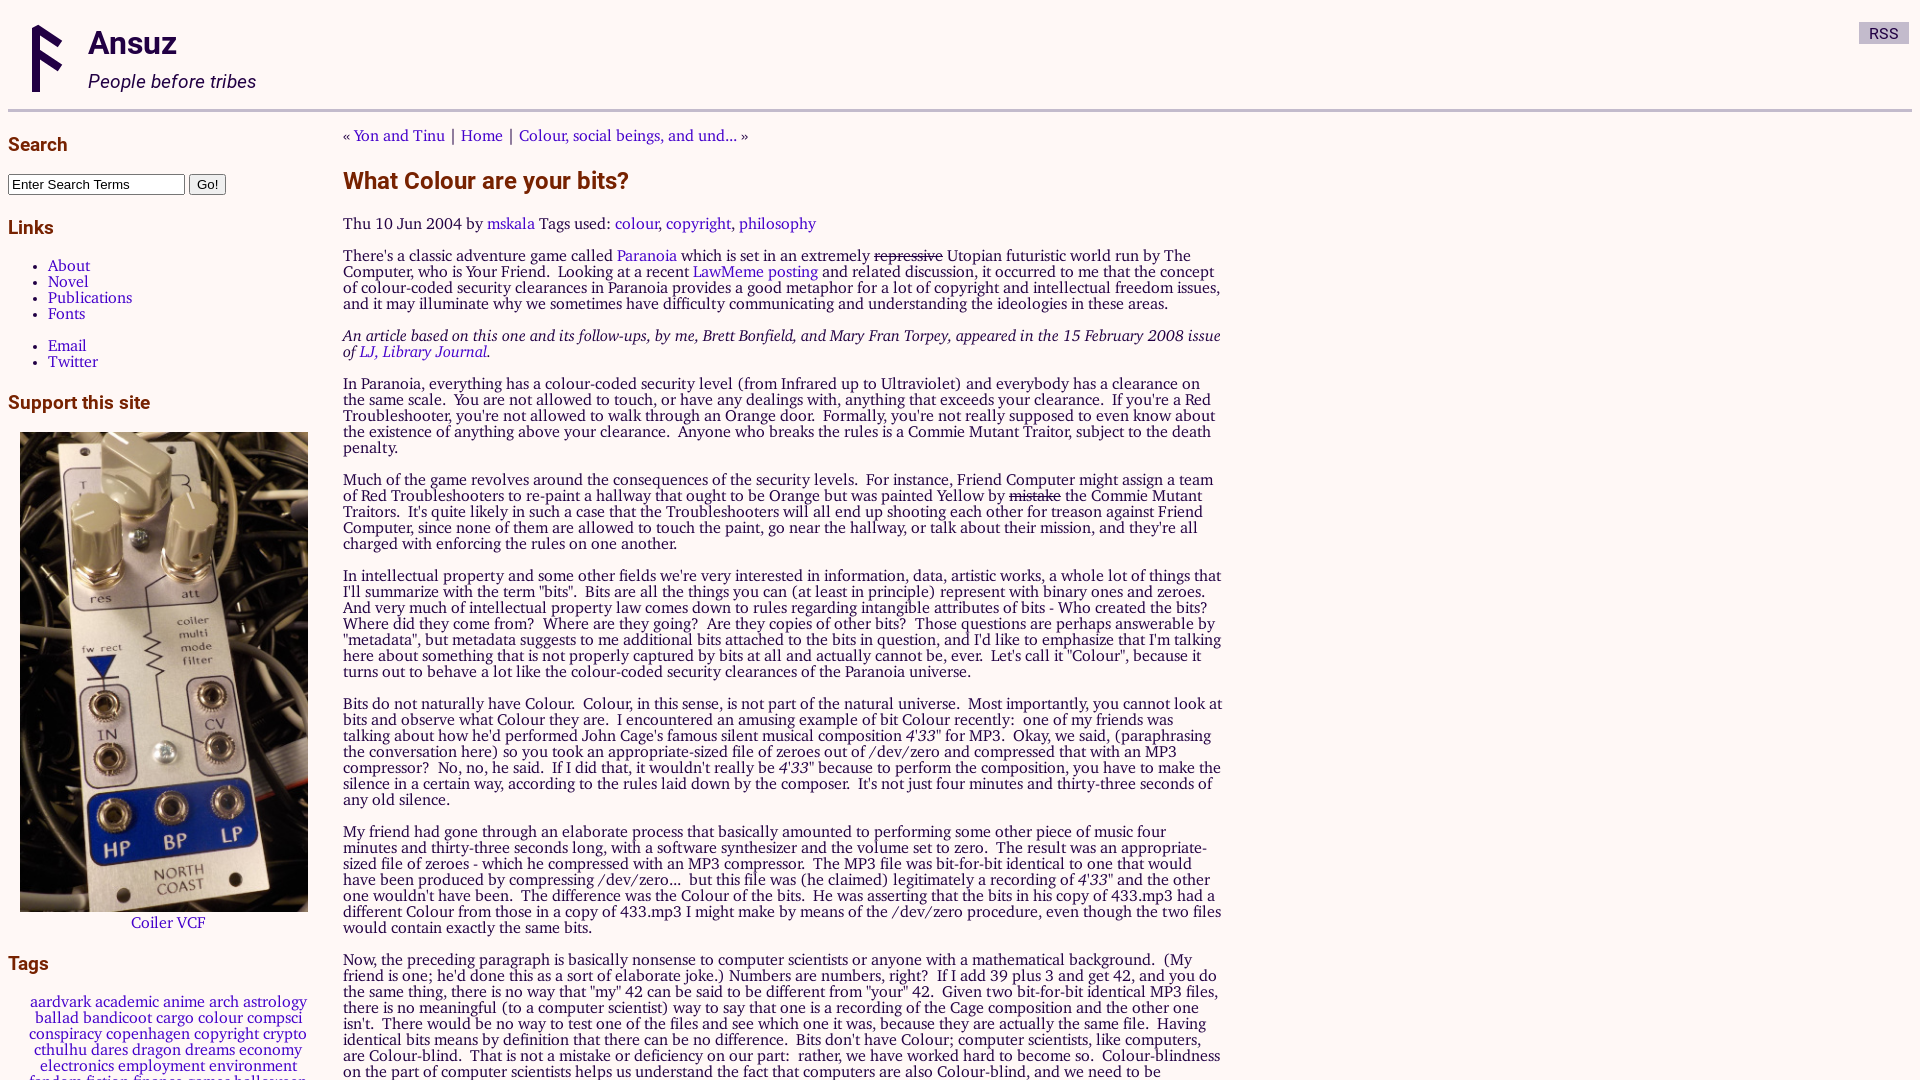 Ansuz
People before tribes
RSS
Search
Enter Search Terms Go!
Links
About
Novel
Publications
Fonts
Email
Twitter
Support this site
res
att
coiler
multi
mode
filter
fw rect
IN
CV
HP BP LP
NORTH
COAST
Coiler VCF
Tags
aardvark academic anime arch astrology
ballad bandicoot cargo colour compsci
conspiracy copenhagen copyright crypto
cthulhu dares dragon dreams economy
electronics employment environment
fandom fiction finance games halloween
« Yon and Tinu | Home | Colour, social beings, and und... »
What Colour are your bits?
Thu 10 Jun 2004 by mskala Tags used: colour, copyright, philosophy
There's a classic adventure game called Paranoia which is set in an extremely repressive Utopian futuristic world run by The
Computer, who is Your Friend.  Looking at a recent LawMeme posting and related discussion, it occurred to me that the concept
of colour-coded security clearances in Paranoia provides a good metaphor for a lot of copyright and intellectual freedom issues,
and it may illuminate why we sometimes have difficulty communicating and understanding the ideologies in these areas.
An article based on this one and its follow-ups, by me, Brett Bonfield, and Mary Fran Torpey, appeared in the 15 February 2008 issue
of LJ, Library Journal.
In Paranoia, everything has a colour-coded security level (from Infrared up to Ultraviolet) and everybody has a clearance on
the same scale.  You are not allowed to touch, or have any dealings with, anything that exceeds your clearance.  If you're a Red
Troubleshooter, you're not allowed to walk through an Orange door.  Formally, you're not really supposed to even know about
the existence of anything above your clearance.  Anyone who breaks the rules is a Commie Mutant Traitor, subject to the death
penalty.
Much of the game revolves around the consequences of the security levels.  For instance, Friend Computer might assign a team
of Red Troubleshooters to re-paint a hallway that ought to be Orange but was painted Yellow by mistake the Commie Mutant
Traitors.  It's quite likely in such a case that the Troubleshooters will all end up shooting each other for treason against Friend
Computer, since none of them are allowed to touch the paint, go near the hallway, or talk about their mission, and they're all
charged with enforcing the rules on one another.
In intellectual property and some other fields we're very interested in information, data, artistic works, a whole lot of things that
I'll summarize with the term "bits".  Bits are all the things you can (at least in principle) represent with binary ones and zeroes.
And very much of intellectual property law comes down to rules regarding intangible attributes of bits - Who created the bits?
Where did they come from?  Where are they going?  Are they copies of other bits?  Those questions are perhaps answerable by
"metadata", but metadata suggests to me additional bits attached to the bits in question, and I'd like to emphasize that I'm talking
here about something that is not properly captured by bits at all and actually cannot be, ever.  Let's call it "Colour", because it
turns out to behave a lot like the colour-coded security clearances of the Paranoia universe.
Bits do not naturally have Colour.  Colour, in this sense, is not part of the natural universe.  Most importantly, you cannot look at
bits and observe what Colour they are.  I encountered an amusing example of bit Colour recently:  one of my friends was
talking about how he'd performed John Cage's famous silent musical composition 4'33" for MP3.  Okay, we said, (paraphrasing
the conversation here) so you took an appropriate-sized file of zeroes out of /dev/zero and compressed that with an MP3
compressor?  No, no, he said.  If I did that, it wouldn't really be 4'33" because to perform the composition, you have to make the
silence in a certain way, according to the rules laid down by the composer.  It's not just four minutes and thirty-three seconds of
any old silence.
My friend had gone through an elaborate process that basically amounted to performing some other piece of music four
minutes and thirty-three seconds long, with a software synthesizer and the volume set to zero.  The result was an appropriate-
sized file of zeroes - which he compressed with an MP3 compressor.  The MP3 file was bit-for-bit identical to one that would
have been produced by compressing /dev/zero...  but this file was (he claimed) legitimately a recording of 4'33" and the other
one wouldn't have been.  The difference was the Colour of the bits.  He was asserting that the bits in his copy of 433.mp3 had a
different Colour from those in a copy of 433.mp3 I might make by means of the /dev/zero procedure, even though the two files
would contain exactly the same bits.
Now, the preceding paragraph is basically nonsense to computer scientists or anyone with a mathematical background.  (My
friend is one; he'd done this as a sort of elaborate joke.) Numbers are numbers, right?  If I add 39 plus 3 and get 42, and you do
the same thing, there is no way that "my" 42 can be said to be different from "your" 42.  Given two bit-for-bit identical MP3 files,
there is no meaningful (to a computer scientist) way to say that one is a recording of the Cage composition and the other one
isn't.  There would be no way to test one of the files and see which one it was, because they are actually the same file.  Having
identical bits means by definition that there can be no difference.  Bits don't have Colour; computer scientists, like computers,
are Colour-blind.  That is not a mistake or deficiency on our part:  rather, we have worked hard to become so.  Colour-blindness
on the part of computer scientists helps us understand the fact that computers are also Colour-blind, and we need to be